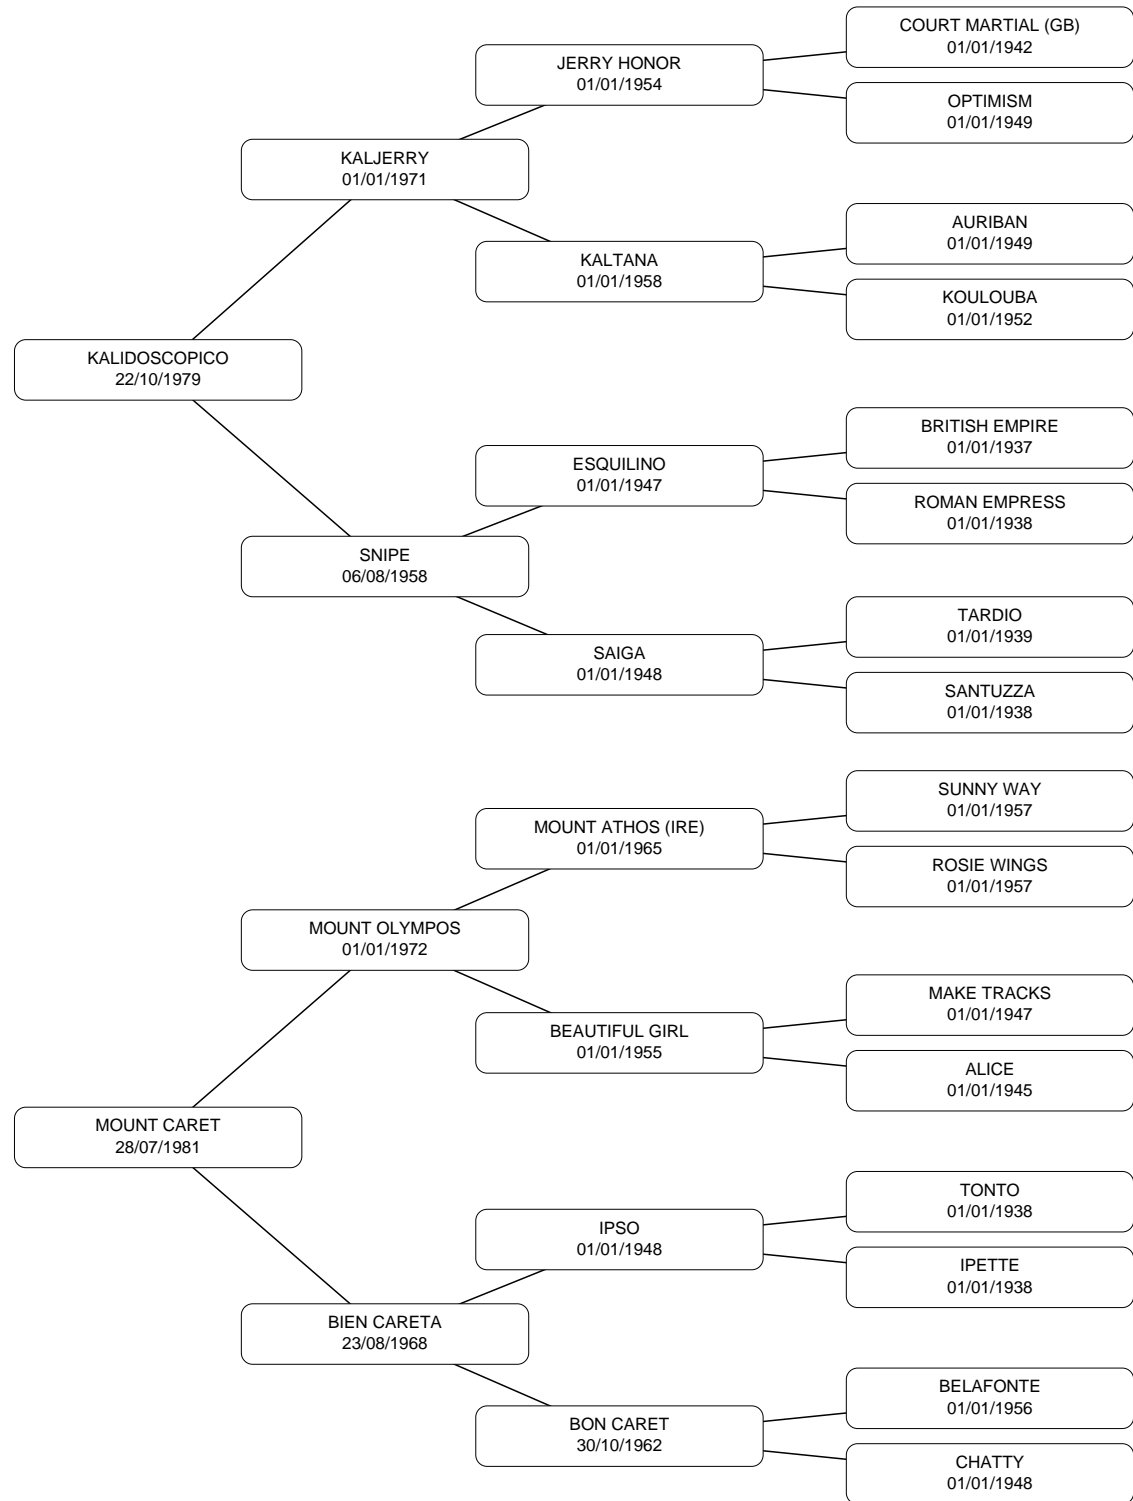 COURT MARTIAL (GB)
01/01/1942
JERRY HONOR
01/01/1954
OPTIMISM
01/01/1949
KALJERRY
01/01/1971
AURIBAN
01/01/1949
KALTANA
01/01/1958
KOULOUBA
01/01/1952
KALIDOSCOPICO
22/10/1979
BRITISH EMPIRE
01/01/1937
ESQUILINO
01/01/1947
ROMAN EMPRESS
01/01/1938
SNIPE
06/08/1958
TARDIO
01/01/1939
SAIGA
01/01/1948
SANTUZZA
01/01/1938
SUNNY WAY
01/01/1957
MOUNT ATHOS (IRE)
01/01/1965
ROSIE WINGS
01/01/1957
MOUNT OLYMPOS
01/01/1972
MAKE TRACKS
01/01/1947
BEAUTIFUL GIRL
01/01/1955
ALICE
01/01/1945
MOUNT CARET
28/07/1981
TONTO
01/01/1938
IPSO
01/01/1948
IPETTE
01/01/1938
BIEN CARETA
23/08/1968
BELAFONTE
01/01/1956
BON CARET
30/10/1962
CHATTY
01/01/1948